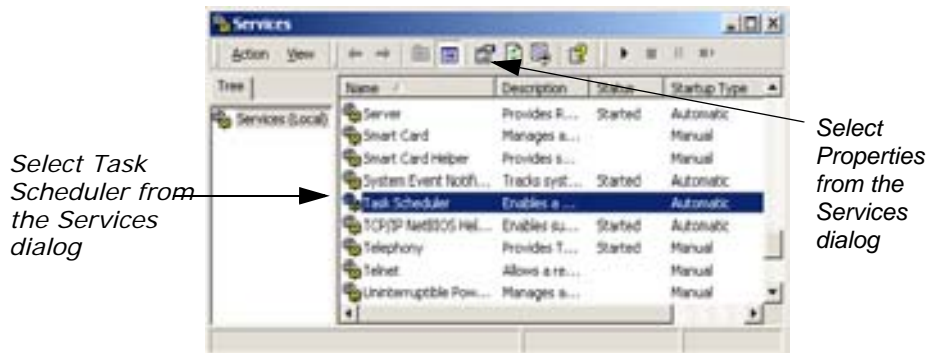 Services
Action View
Tree
Name / Description Status Startup Type
Services (Local)
Server Provides R... Started Automatic
Smart Card Manages a... Manual
Smart Card Helper Provides s... Manual
System Event Notifi... Tracks syst... Started Automatic
Task Scheduler Enables a ... Automatic
TCP/IP NetBIOS Hel... Enables su... Started Automatic
Telephony Provides T... Started Manual
Telnet Allows a re... Manual
Uninterruptible Pow... Manages a... Manual
Select Task
Scheduler from
the Services
dialog
Select
Properties
from the
Services
dialog